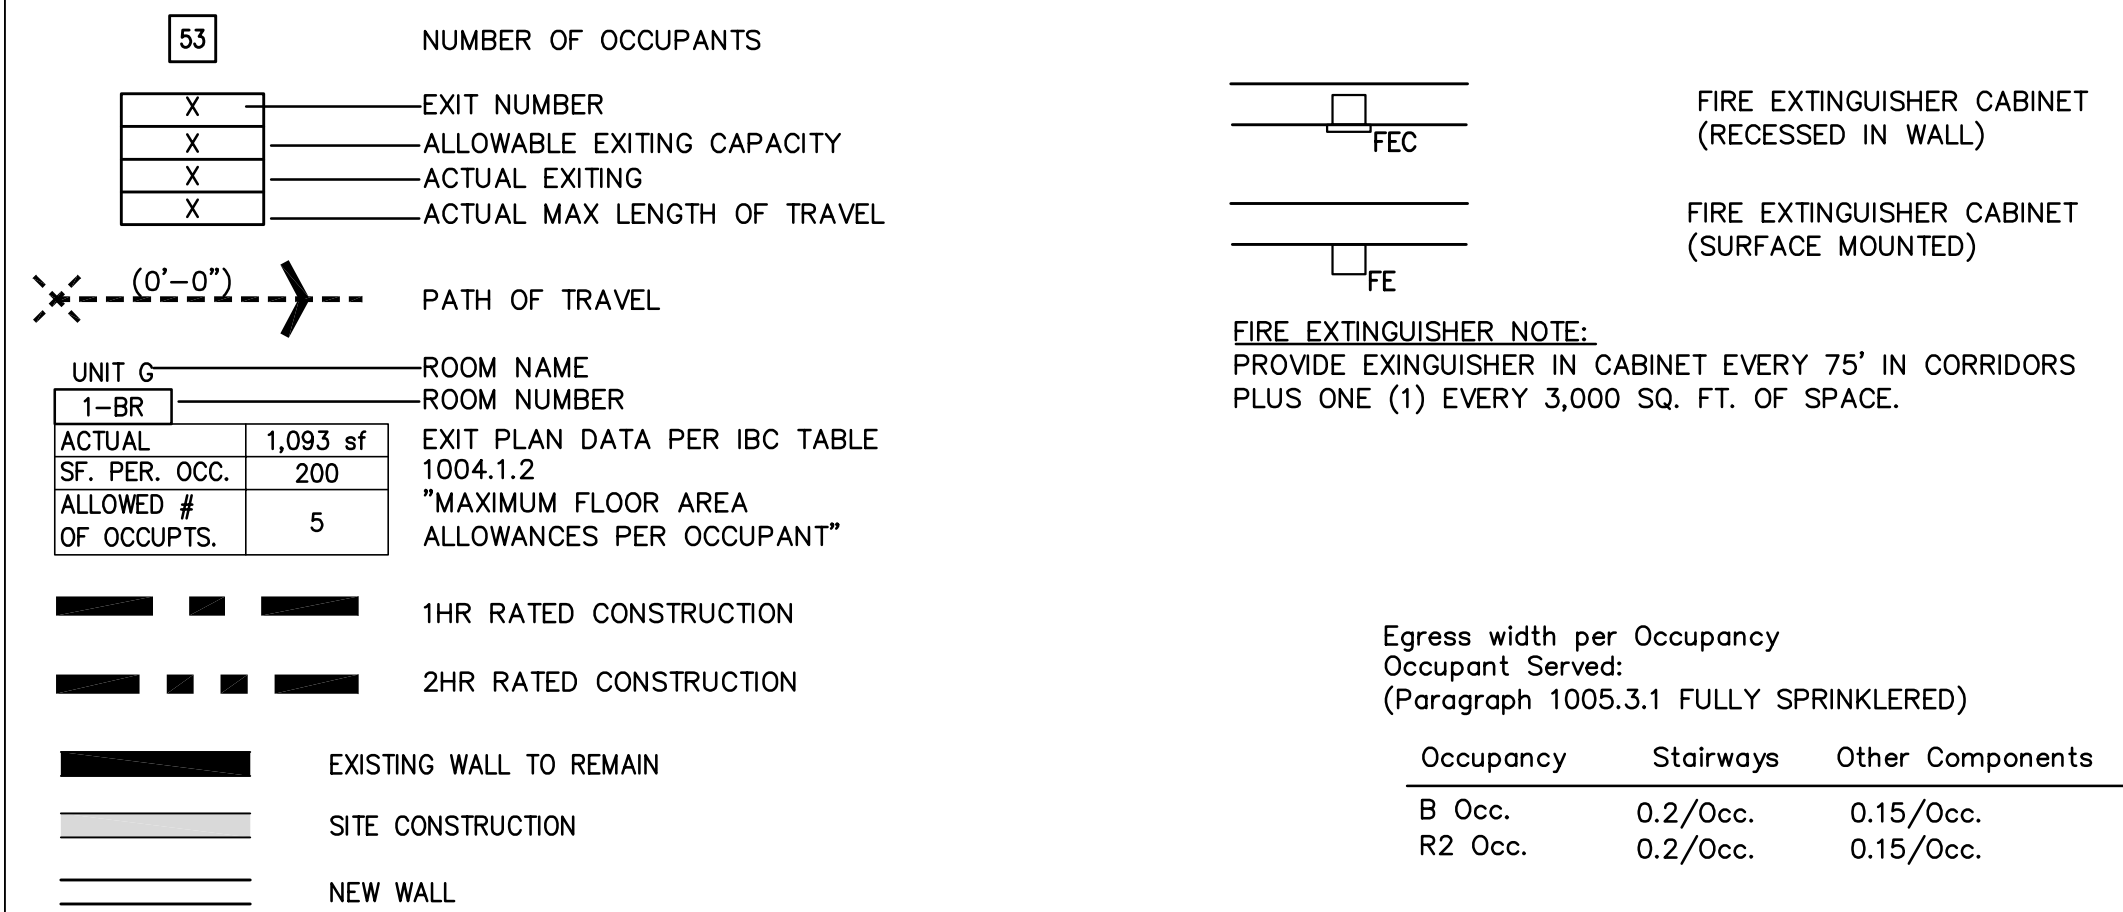 53
NUMBER OF OCCUPANTS
X
EXIT NUMBER
X
ALLOWABLE EXITING CAPACITY
X
ACTUAL EXITING
X
ACTUAL MAX LENGTH OF TRAVEL
(0'-0")
PATH OF TRAVEL
UNIT G
ROOM NAME
1-BR
ROOM NUMBER
ACTUAL 1,093 sf
SF. PER. OCC. 200
ALLOWED #
OF OCCUPTS.
5
EXIT PLAN DATA PER IBC TABLE
1004.1.2
"MAXIMUM FLOOR AREA
ALLOWANCES PER OCCUPANT"
1HR RATED CONSTRUCTION
2HR RATED CONSTRUCTION
EXISTING WALL TO REMAIN
SITE CONSTRUCTION
NEW WALL
FEC
FIRE EXTINGUISHER CABINET
(RECESSED IN WALL)
FE
FIRE EXTINGUISHER CABINET
(SURFACE MOUNTED)
FIRE EXTINGUISHER NOTE:
PROVIDE EXINGUISHER IN CABINET EVERY 75' IN CORRIDORS
PLUS ONE (1) EVERY 3,000 SQ. FT. OF SPACE.
Egress width per Occupancy
Occupant Served:
(Paragraph 1005.3.1 FULLY SPRINKLERED)
Occupancy Stairways Other Components
B Occ. 0.2/Occ. 0.15/Occ.
R2 Occ. 0.2/Occ. 0.15/Occ.